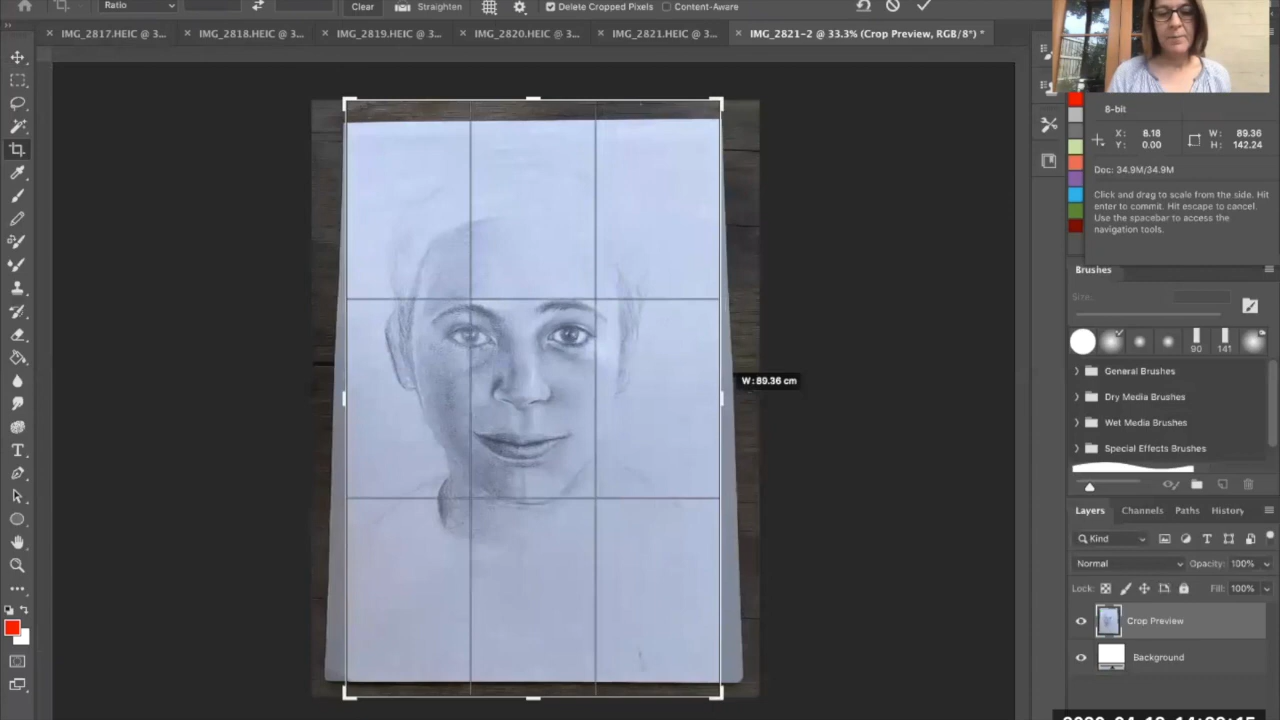 Ratio Clear Straighten Delete Cropped Pixels Content-Aware
IMG_2817.HEIC @ 3... IMG_2818.HEIC @ 3... IMG_2819.HEIC @ 3... IMG_2820.HEIC @ 3... IMG_2821.HEIC @ 3... IMG_2821-2 @ 33.3% (Crop Preview, RGB/8*) *
8-bit
X: 8.18 W: 89.36
Y: 0.00 H: 142.24
Doc: 34.9M/34.9M
Click and drag to scale from the side. Hit
enter to commit. Hit escape to cancel.
Use the spacebar to access the
navigation tools.
Brushes
Size:
90 141
General Brushes
W: 89.36 cm
Dry Media Brushes
Wet Media Brushes
Special Effects Brushes
Layers Channels Paths History
Kind
Normal Opacity: 100%
Lock: Fill: 100%
Crop Preview
Background